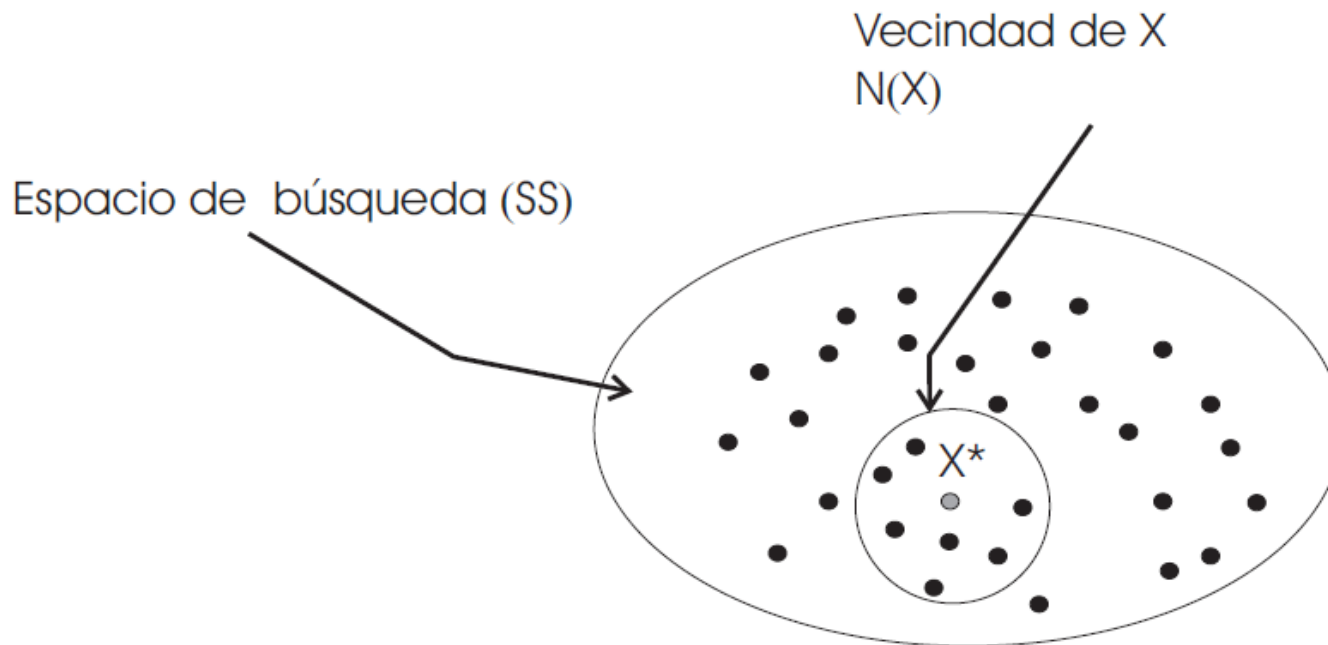 Vecindad de X
N(X)
Espacio de búsqueda (SS)
X*